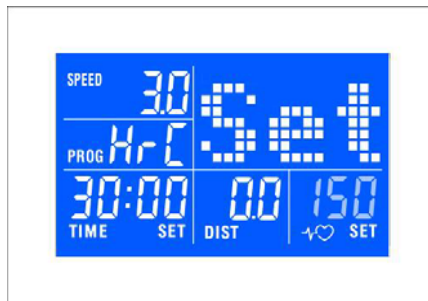 SPEED 3.0
Set
PROG HrC
30:00 0.0 150
TIME SET DIST SET